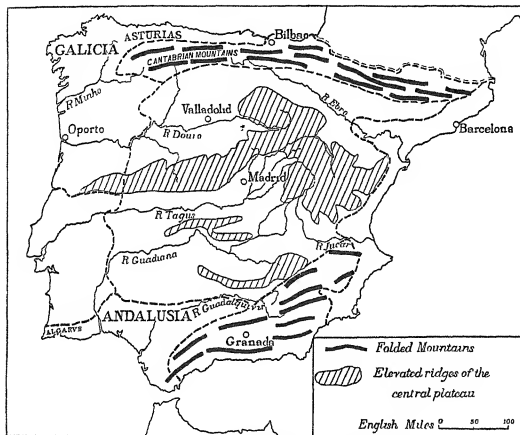 ASTURIAS
Bilbao
GALICIA
CANTABRIAN MOUNTAINS
R Minho
R Ebro
Valladolid
Oporto
R Douro
Barcelona
Madrid
R Tagus
R Jucar
R Guadiana
R Guadalquivir
ANDALUSIA
ALGARVE
Granada
Folded Mountains
Elevated ridges of the
central plateau
English Miles 0 50 100